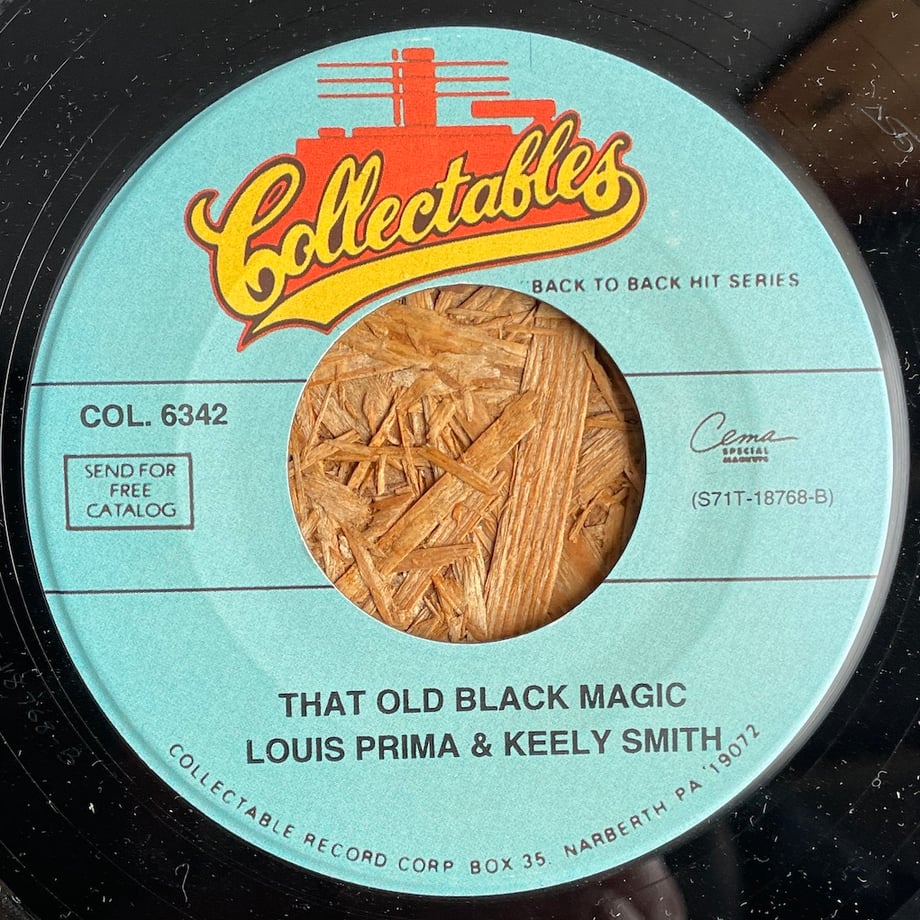 Collectables
"BACK TO BACK HIT SERIES
COL. 6342
SEND FOR
FREE
CATALOG
Cema
SPECIAL
MARKETS
(S71T-18768-B)
THAT OLD BLACK MAGIC
LOUIS PRIMA & KEELY SMITH
COLLECTABLE RECORD CORP BOX 35. NARBERTH PA '19072